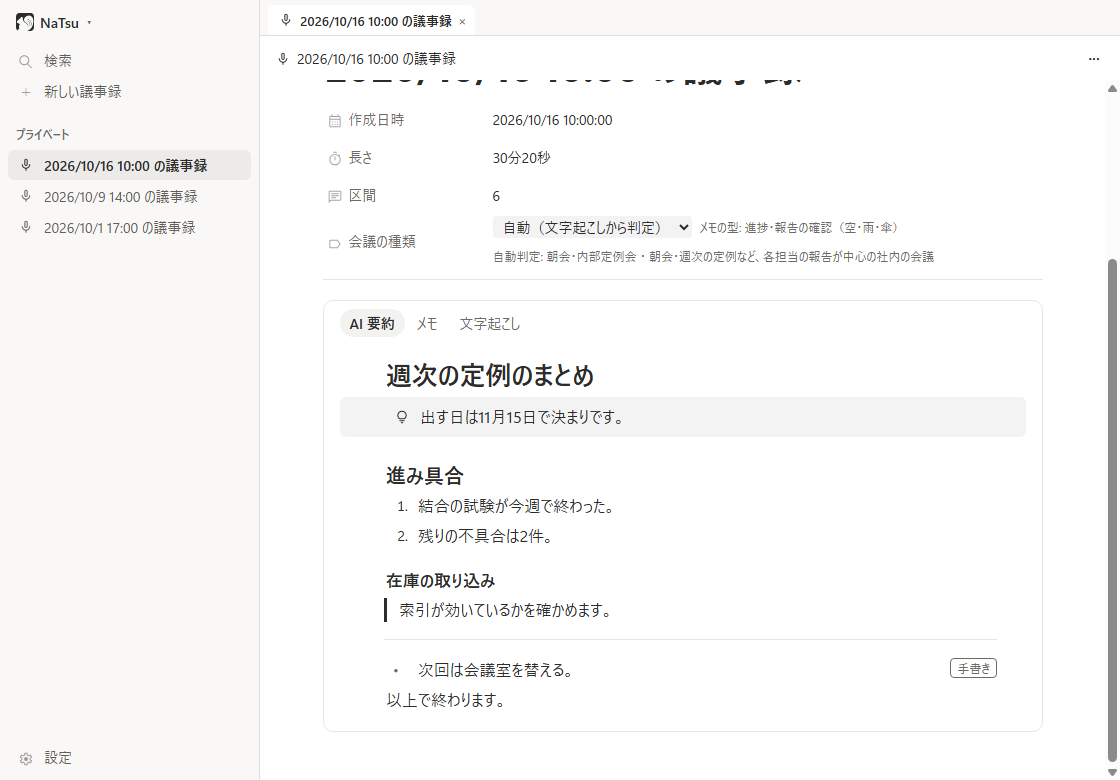 NaTsu
検索
新しい議事録
プライベート
2026/10/16 10:00 の議事録
2026/10/9 14:00 の議事録
2026/10/1 17:00 の議事録
設定
2026/10/16 10:00 の議事録 ×
2026/10/16 10:00 の議事録 ...
2026/10/16 10:00 の議事録
作成日時 2026/10/16 10:00:00
長さ 30分20秒
区間 6
会議の種類 自動（文字起こしから判定） メモの型: 進捗・報告の確認（空・雨・傘）
自動判定: 朝会・内部定例会・朝会・週次の定例など、各担当の報告が中心の社内の会議
AI 要約 メモ 文字起こし
週次の定例のまとめ
出す日は11月15日で決まりです。
進み具合
1. 結合の試験が今週で終わった。
2. 残りの不具合は2件。
在庫の取り込み
索引が効いているかを確かめます。
• 次回は会議室を替える。 手書き
以上で終わります。